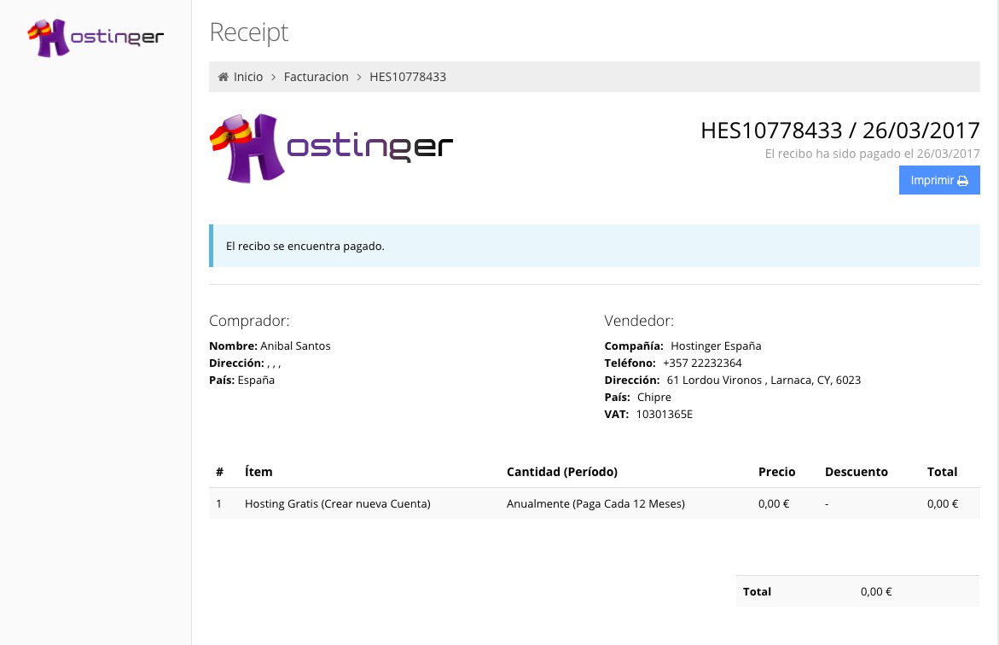 Hostinger
Receipt
Inicio > Facturacion > HES10778433
Hostinger
HES10778433 / 26/03/2017
El recibo ha sido pagado el 26/03/2017
Imprimir
El recibo se encuentra pagado.
Comprador:
Nombre: Anibal Santos
Dirección: , , ,
País: España
Vendedor:
Compañía: Hostinger España
Teléfono: +357 22232364
Dirección: 61 Lordou Vironos , Larnaca, CY, 6023
País: Chipre
VAT: 10301365E
# Ítem Cantidad (Período) Precio Descuento Total
1 Hosting Gratis (Crear nueva Cuenta) Anualmente (Paga Cada 12 Meses) 0,00 € - 0,00 €
Total 0,00 €